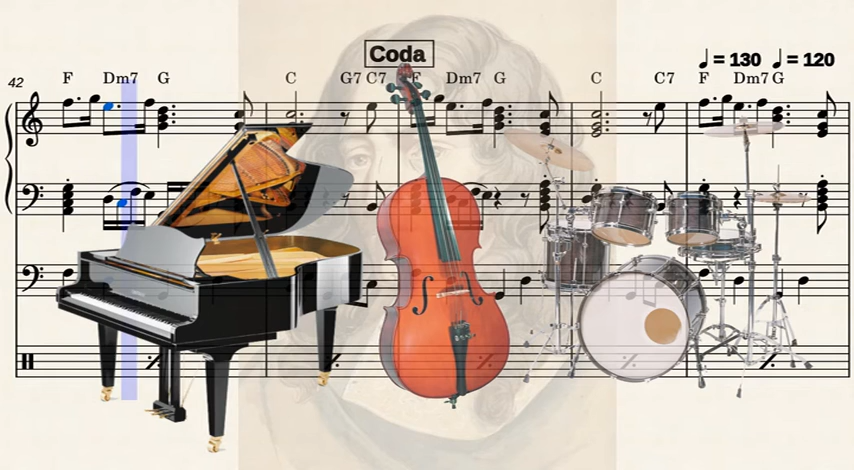 Coda
♩ = 130 ♩ = 120
42
F Dm7 G C G7 C7 F Dm7 G C C7 F Dm7 G